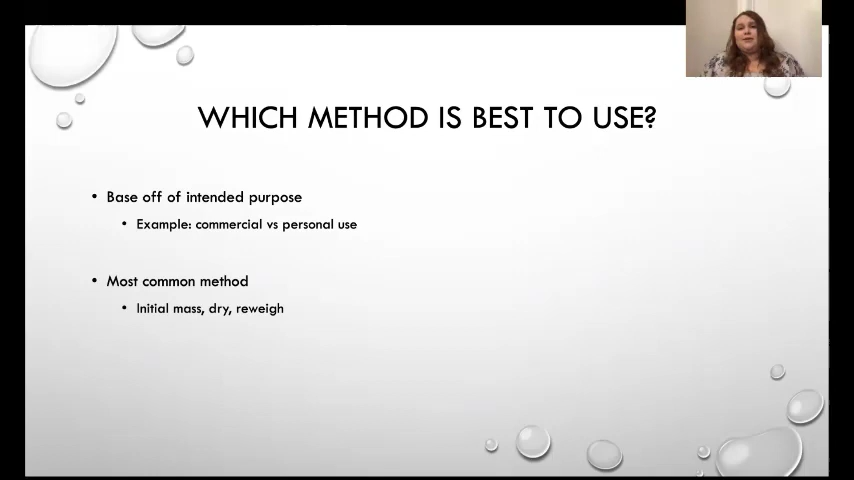 WHICH METHOD IS BEST TO USE?
• Base off of intended purpose
• Example: commercial vs personal use
• Most common method
• Initial mass, dry, reweigh